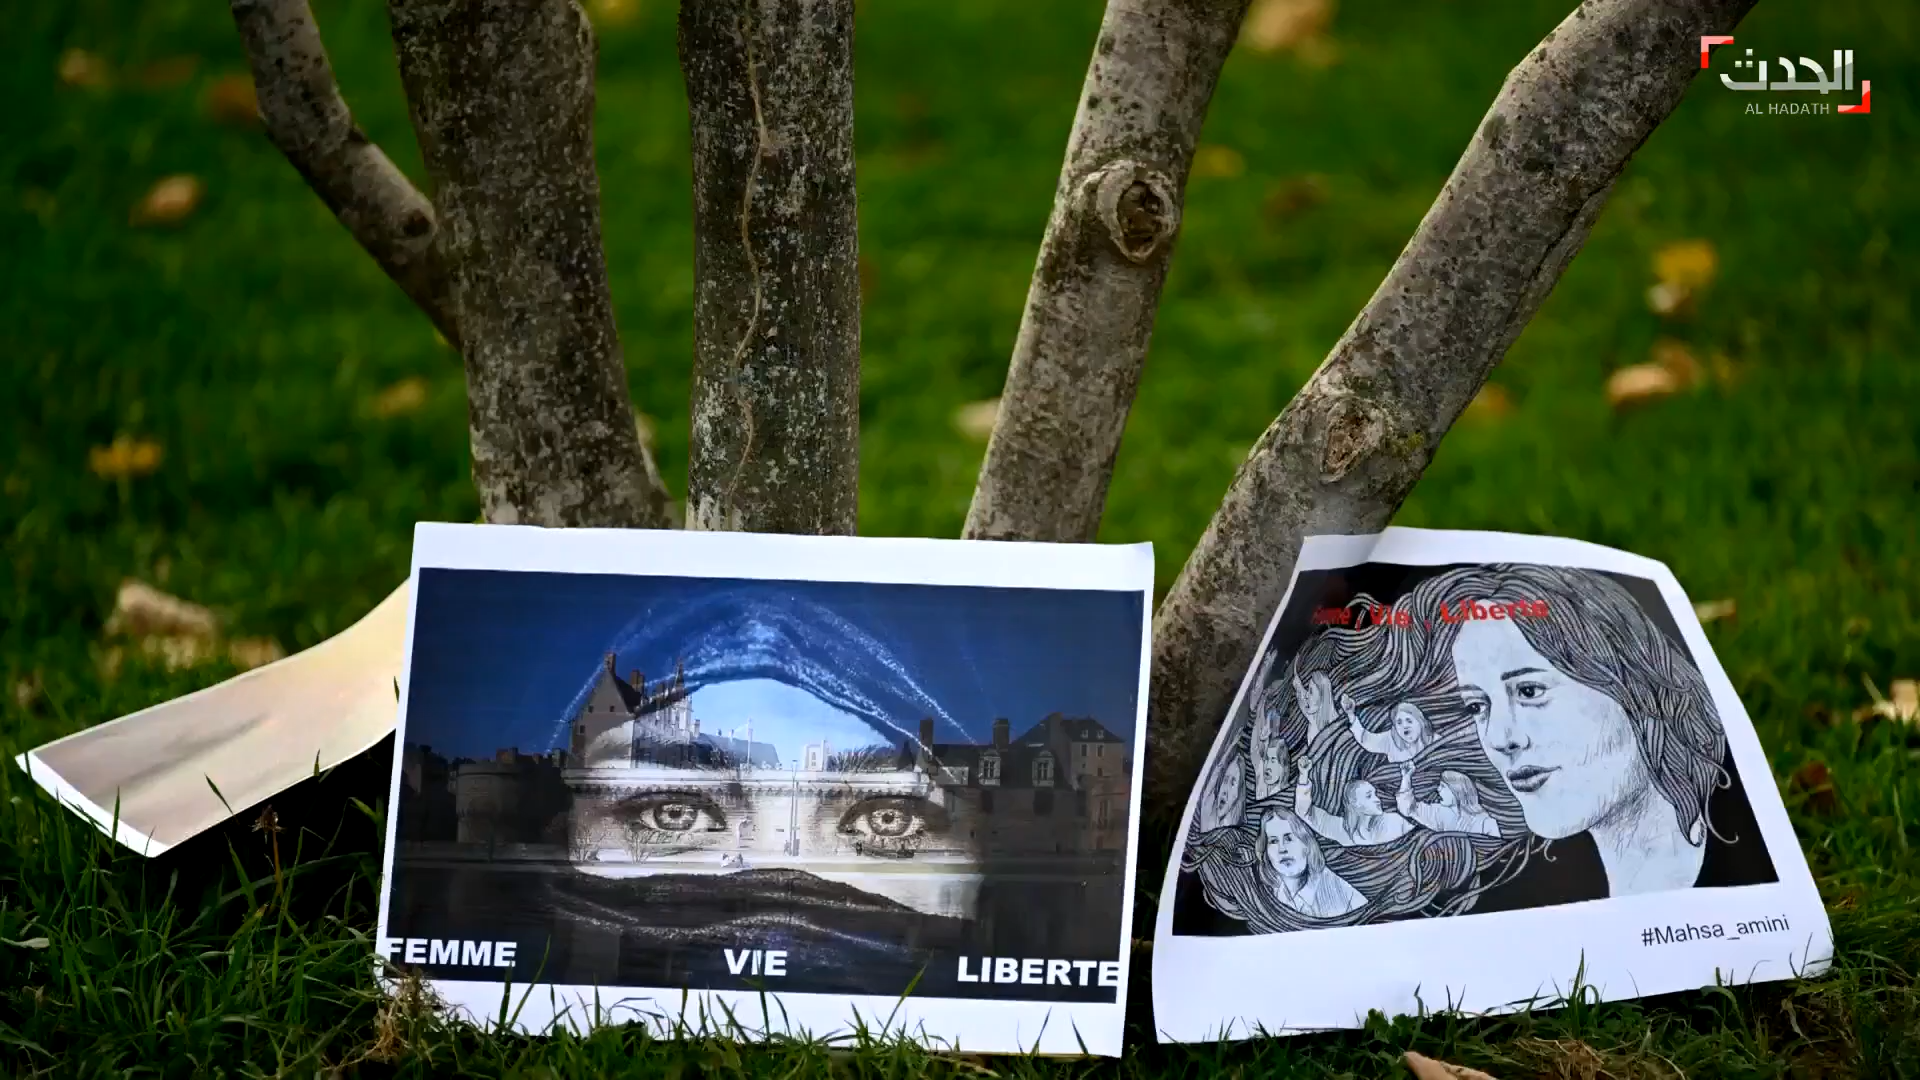 الحدث
AL HADATH
Vie, Liberte
FEMME VIE LIBERTE
#Mahsa_amini